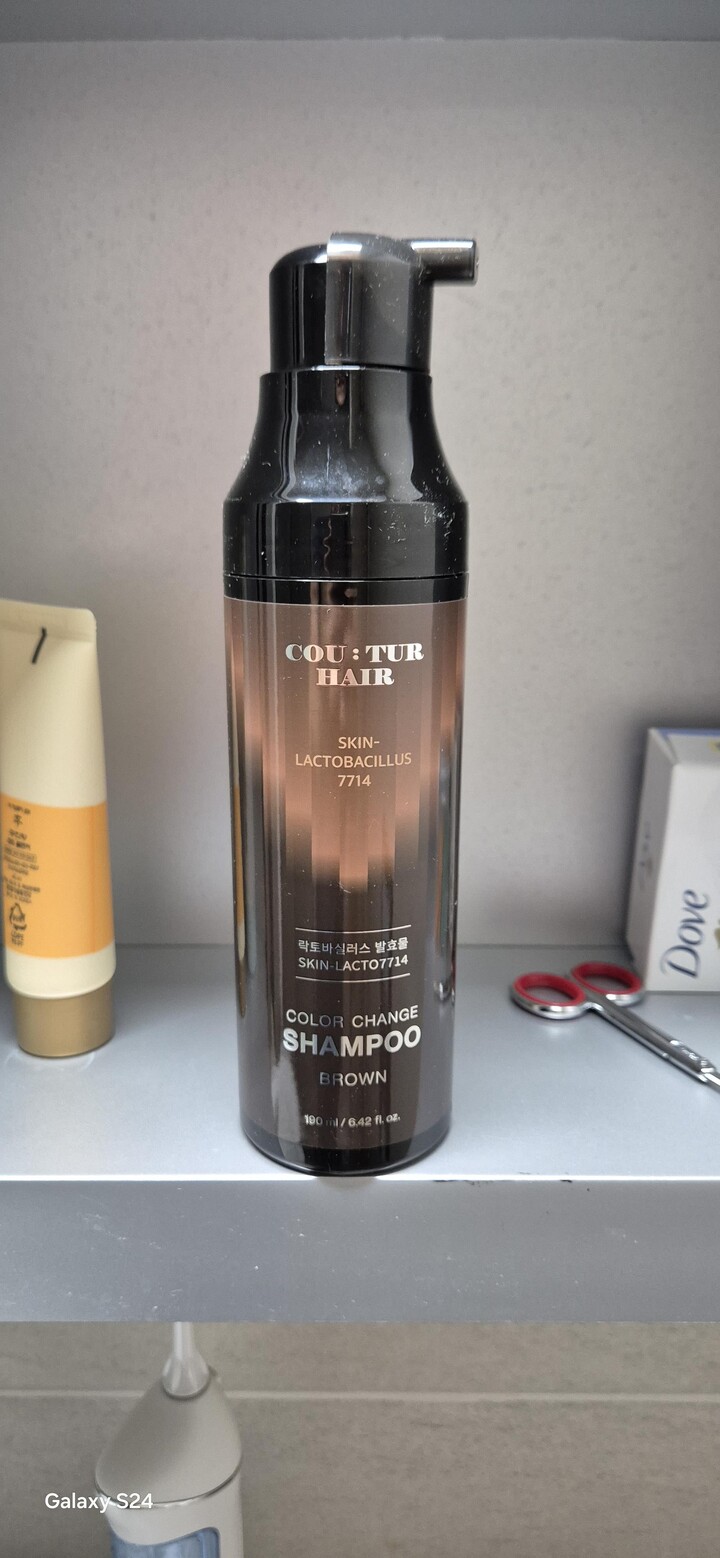 COU:TUR
HAIR
SKIN-
LACTOBACILLUS
7714
락토바실러스 발효물
SKIN-LACTO7714
COLOR CHANGE
SHAMPOO
BROWN
190 ml / 6.42 fl. oz.
Dove
Galaxy S24